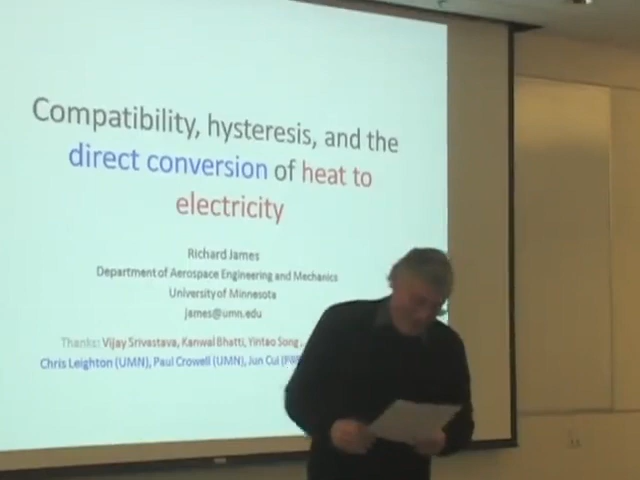 Compatibility, hysteresis, and the
direct conversion of heat to
electricity
Richard James
Department of Aerospace Engineering and Mechanics
University of Minnesota
james@umn.edu
Thanks: Vijay Srivastava, Kanwal Bhatti, Yintao Song,
Chris Leighton (UMN), Paul Crowell (UMN), Jun Cui